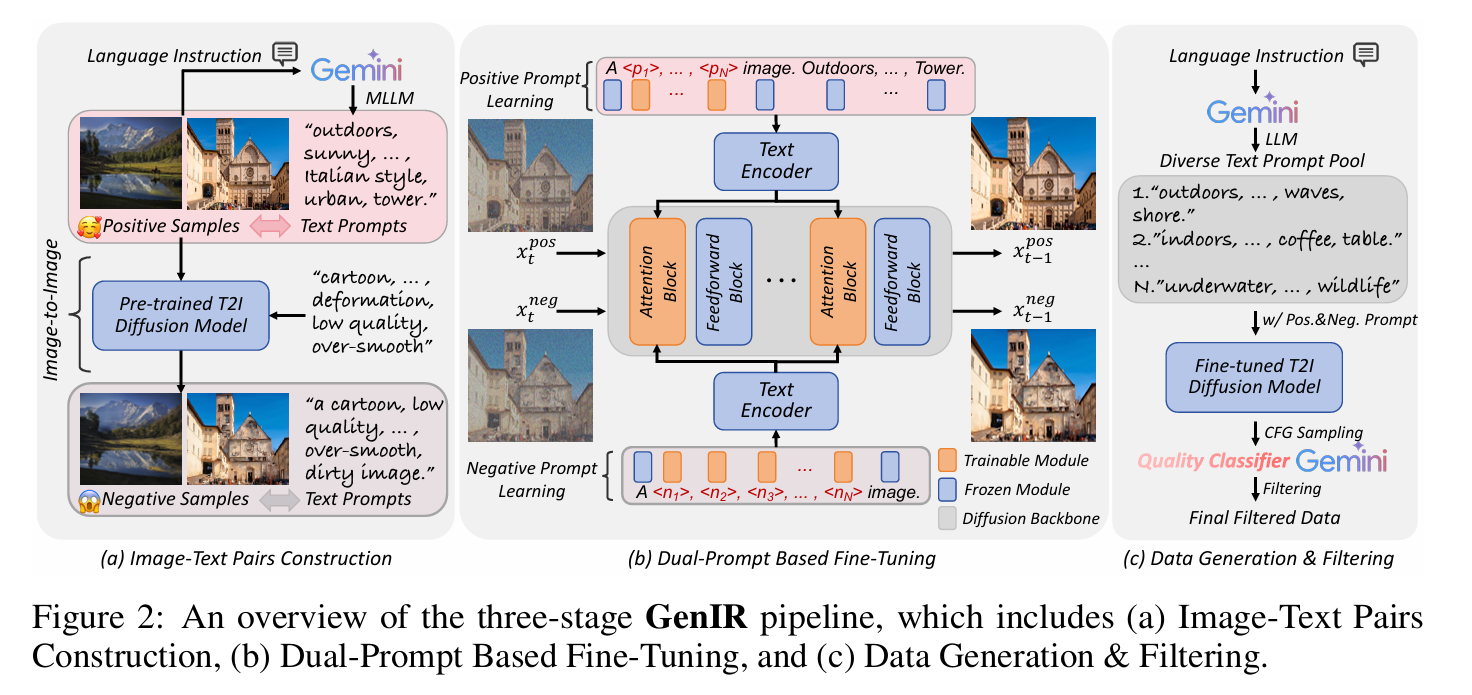 Language Instruction
Gemini
MLLM
"outdoors,
sunny, ... ,
Italian style,
urban, tower."
Positive Samples
Text Prompts
Image-to-Image
Pre-trained T2I
Diffusion Model
"cartoon, ... ,
deformation,
low quality,
over-smooth"
"a cartoon, low
quality, ... ,
over-smooth,
dirty image."
Negative Samples
Text Prompts
(a) Image-Text Pairs Construction
Positive Prompt
Learning
A <p₁>, ... , <p_N> image. Outdoors, ... , Tower.
... ...
Text
Encoder
x_t^{pos}
x_{t-1}^{pos}
x_t^{neg}
x_{t-1}^{neg}
Attention
Block
Feedforward
Block
...
Attention
Block
Feedforward
Block
Text
Encoder
Negative Prompt
Learning
...
A <n₁>, <n₂>, <n₃>, ... , <n_N> image.
Trainable Module
Frozen Module
Diffusion Backbone
(b) Dual-Prompt Based Fine-Tuning
Language Instruction
Gemini
LLM
Diverse Text Prompt Pool
1."outdoors, ... , waves,
shore."
2."indoors, ... , coffee, table."
...
N."underwater, ... , wildlife"
w/ Pos.&Neg. Prompt
Fine-tuned T2I
Diffusion Model
CFG Sampling
Quality Classifier Gemini
Filtering
Final Filtered Data
(c) Data Generation & Filtering
Figure 2: An overview of the three-stage GenIR pipeline, which includes (a) Image-Text Pairs
Construction, (b) Dual-Prompt Based Fine-Tuning, and (c) Data Generation & Filtering.